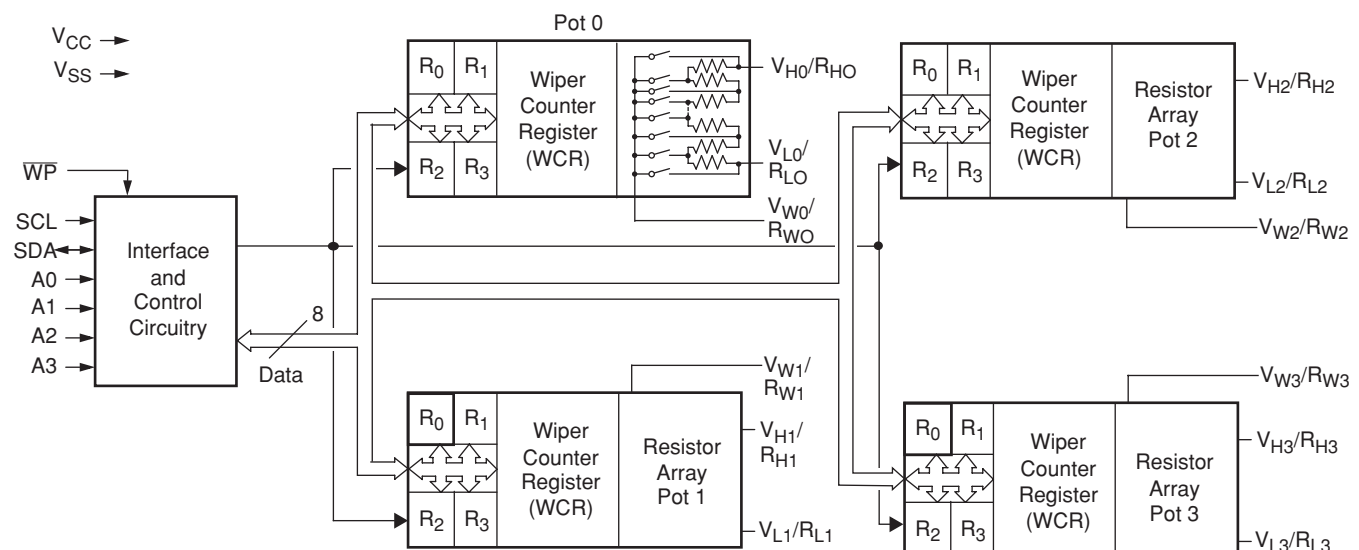 Pot 0
VCC
VSS
R0 R1
R2 R3
Wiper
Counter
Register
(WCR)
VH0/RHO
VL0/
RLO
VW0/
RWO
R0 R1
R2 R3
Wiper
Counter
Register
(WCR)
Resistor
Array
Pot 2
VH2/RH2
VL2/RL2
VW2/RW2
WP
SCL
SDA
A0
A1
A2
A3
Interface
and
Control
Circuitry
8
Data
R0 R1
R2 R3
Wiper
Counter
Register
(WCR)
Resistor
Array
Pot 1
VW1/
RW1
VH1/
RH1
VL1/RL1
R0 R1
R2 R3
Wiper
Counter
Register
(WCR)
Resistor
Array
Pot 3
VW3/RW3
VH3/RH3
VL3/RL3